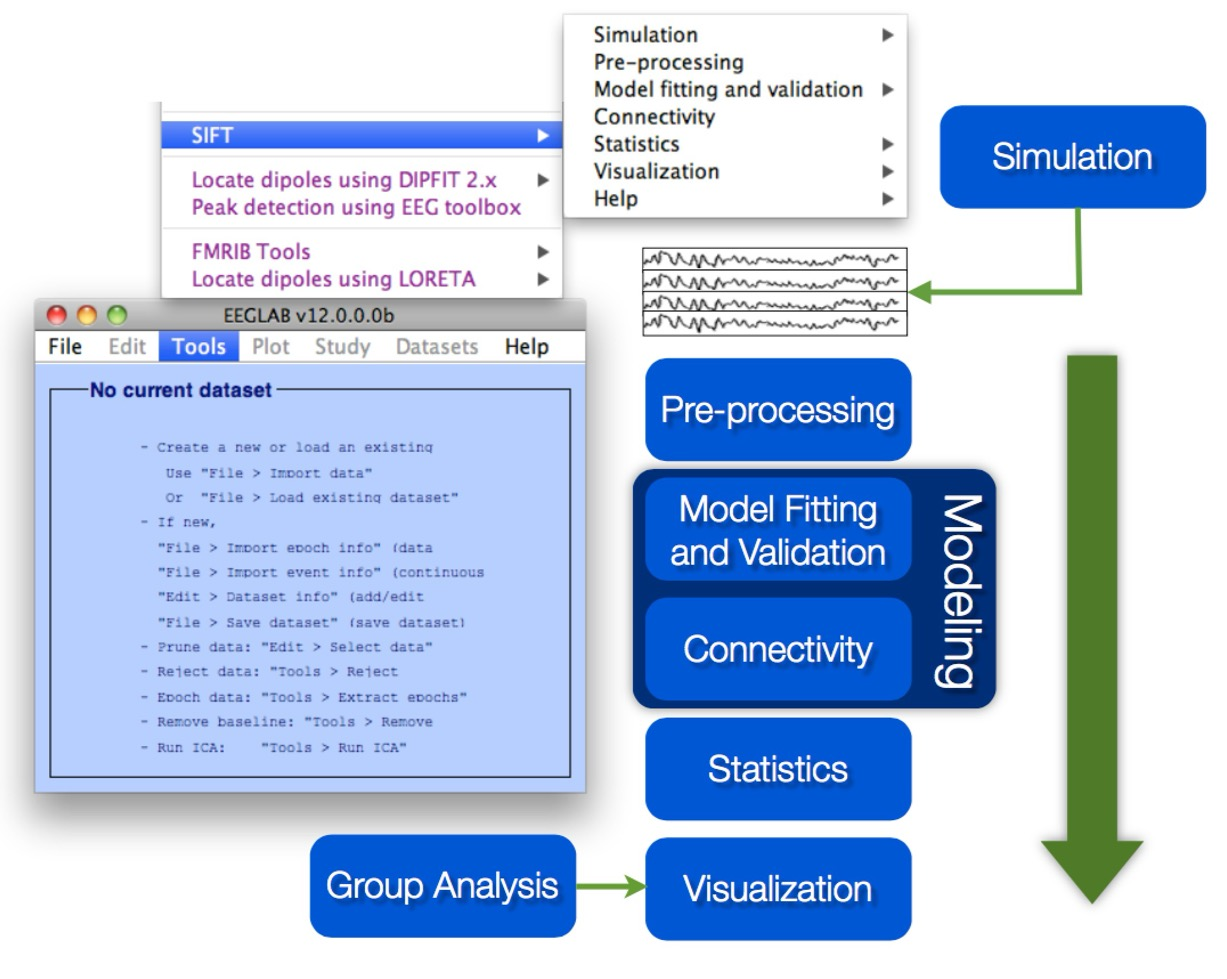 Simulation
Pre-processing
Model fitting and validation
Connectivity
Statistics
Visualization
Help
SIFT
Locate dipoles using DIPFIT 2.x
Peak detection using EEG toolbox
FMRIB Tools
Locate dipoles using LORETA
EEGLAB v12.0.0.0b
File Edit Tools Plot Study Datasets Help
No current dataset
- Create a new or load an existing
Use "File > Import data"
Or "File > Load existing dataset"
- If new,
"File > Import epoch info" (data
"File > Import event info" (continuous
"Edit > Dataset info" (add/edit
"File > Save dataset" (save dataset)
- Prune data: "Edit > Select data"
- Reject data: "Tools > Reject
- Epoch data: "Tools > Extract epochs"
- Remove baseline: "Tools > Remove
- Run ICA: "Tools > Run ICA"
Simulation
Pre-processing
Model Fitting
and Validation
Connectivity
Modeling
Statistics
Group Analysis
Visualization